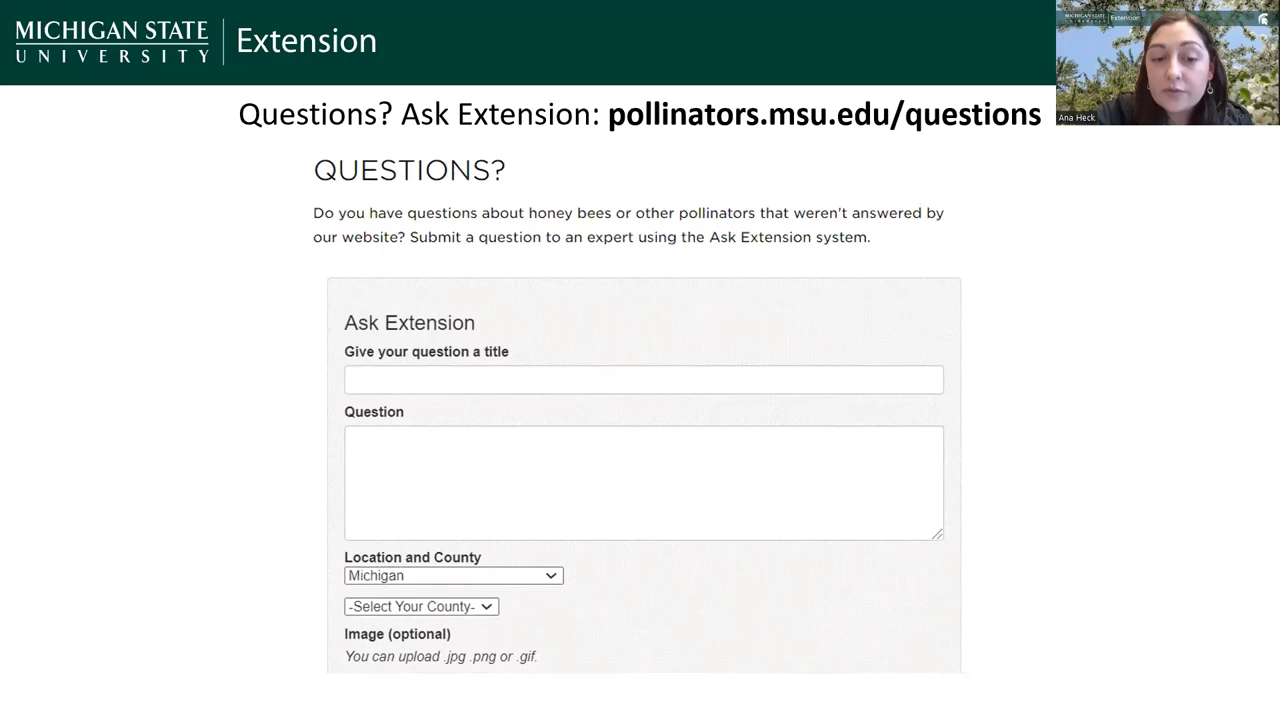 MICHIGAN STATE
UNIVERSITY
Extension
Questions? Ask Extension: pollinators.msu.edu/questions
Extension
Ana Heck
QUESTIONS?
Do you have questions about honey bees or other pollinators that weren't answered by
our website? Submit a question to an expert using the Ask Extension system.
Ask Extension
Give your question a title
Question
Location and County
Michigan
-Select Your County-
Image (optional)
You can upload .jpg .png or .gif.